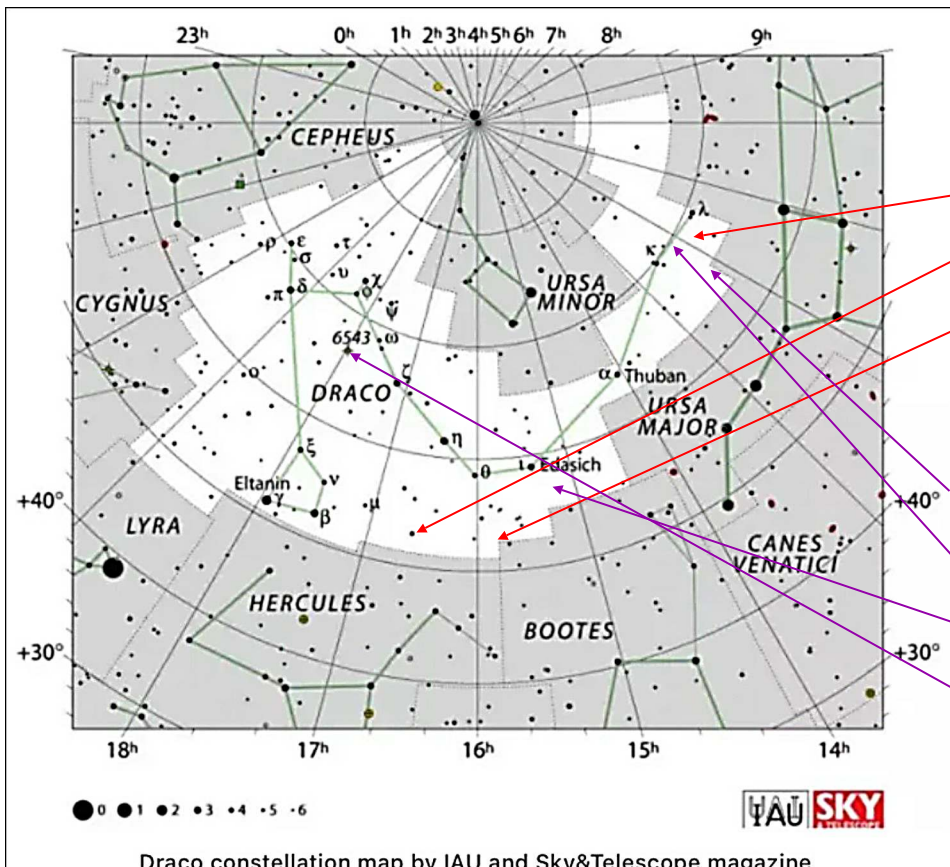 23h 0h 1h 2h 3h 4h 5h 6h 7h 8h 9h
CEPHEUS
λ
ρ ε τ κ
σ
υ χ
π δ ο
URSA
MINOR
CYGNUS
ψ
6543 ω
ο
ζ α Thuban
DRACO
URSA
MAJOR
η
ξ θ ι Edasich
Eltanin ν
γ
β μ
+40° +40°
LYRA
CANES
VENATICI
HERCULES
BOOTES
+30° +30°
18h 17h 16h 15h 14h
0 1 2 3 4 5 6
IAU SKY
& TELESCOPE
Draco constellation map by IAU and Sky&Telescope magazine